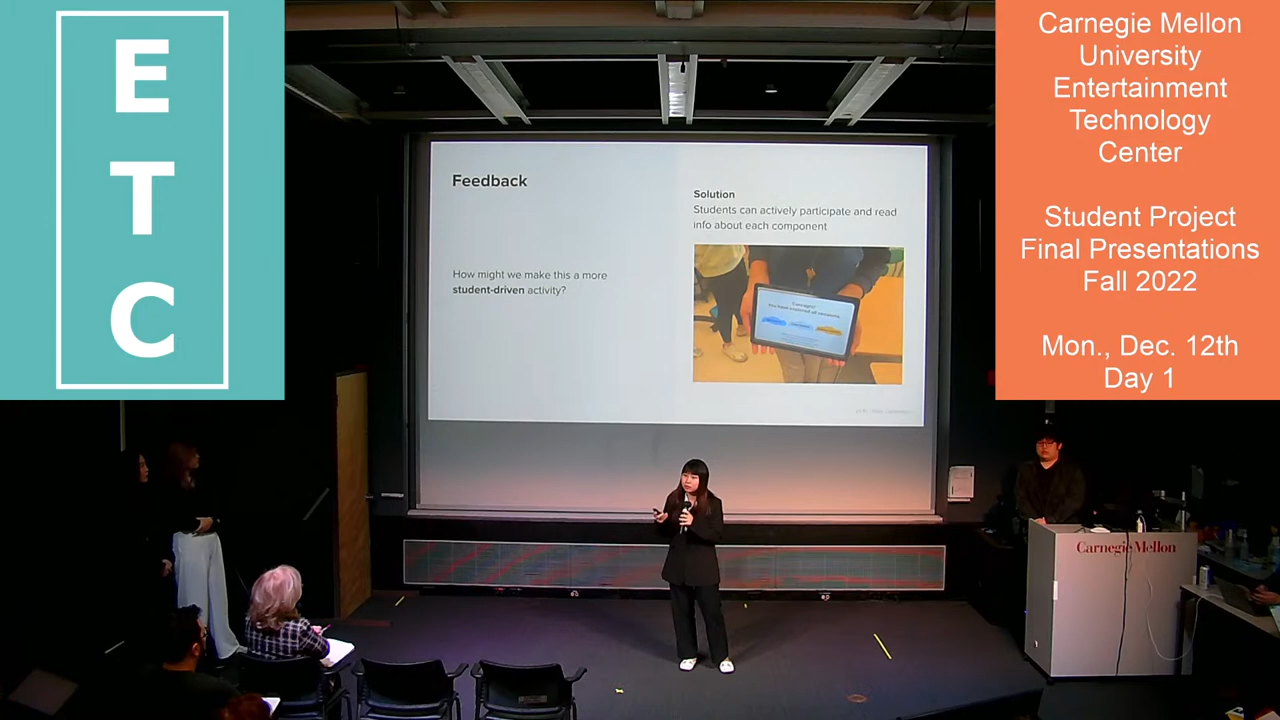 E
T
C
Carnegie Mellon
University
Entertainment
Technology
Center
Student Project
Final Presentations
Fall 2022
Mon., Dec. 12th
Day 1
Feedback
How might we make this a more
student-driven activity?
Solution
Students can actively participate and read
info about each component
Carnegie Mellon